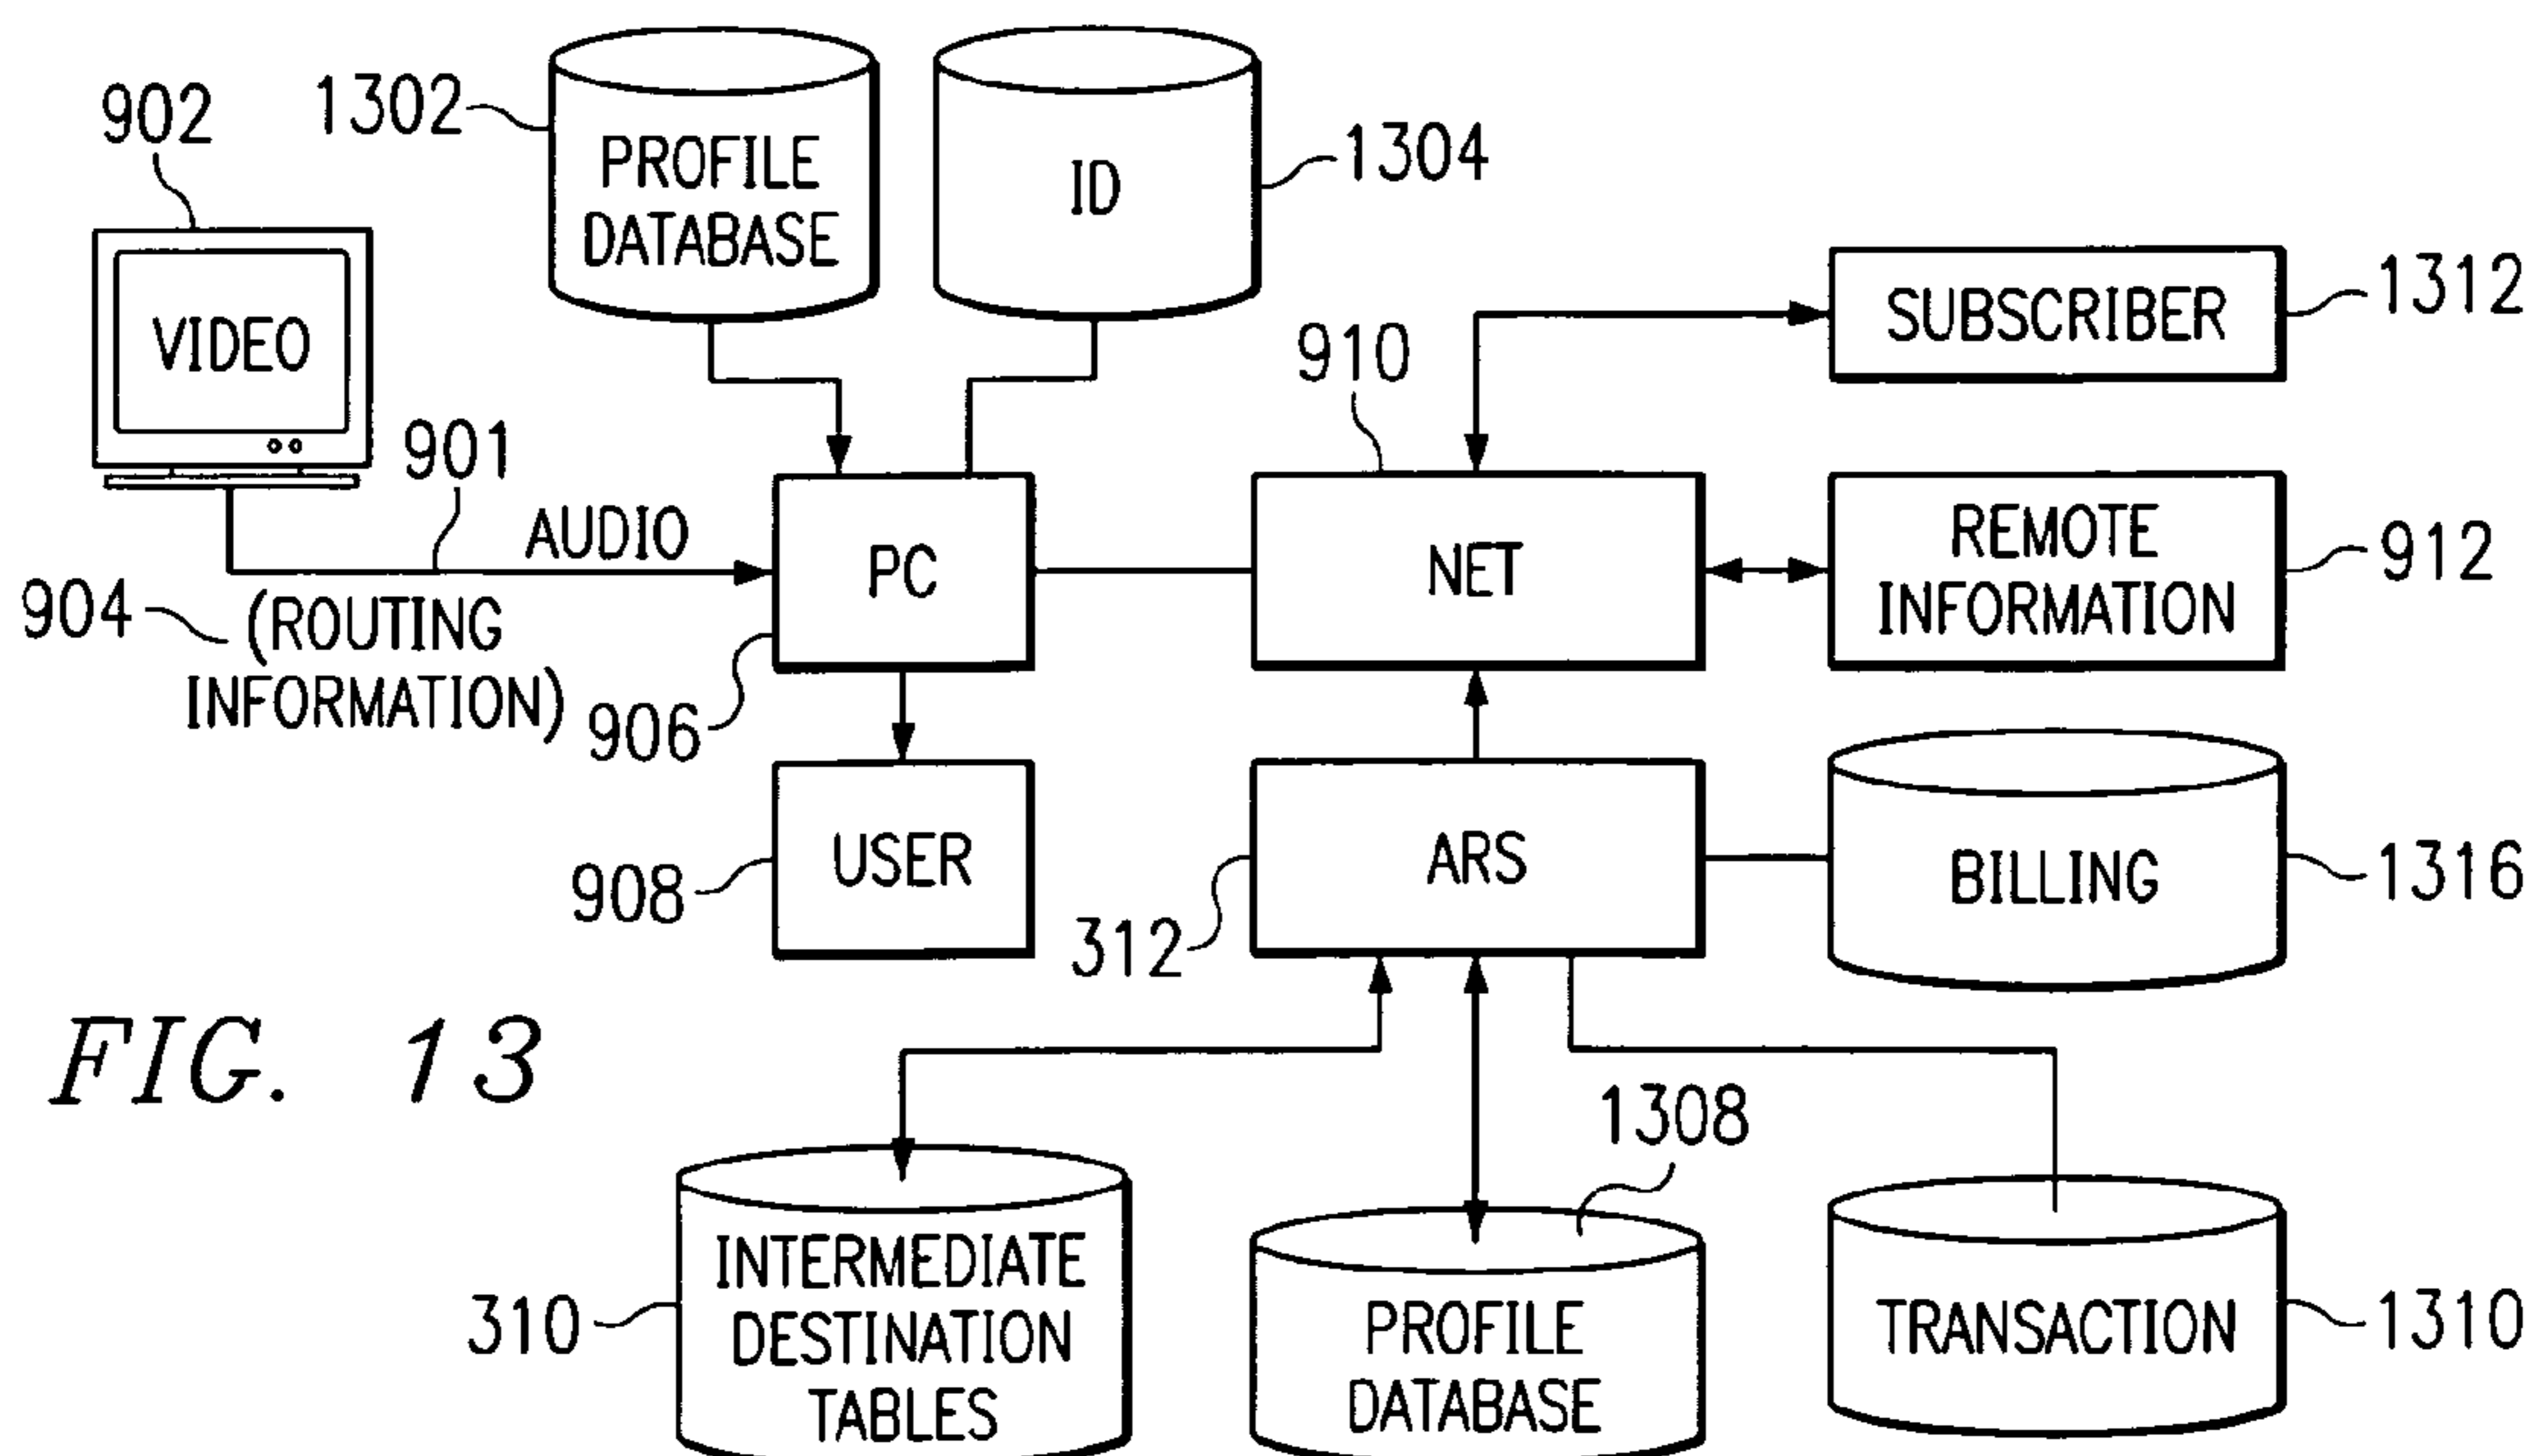 902
1302
PROFILE
DATABASE
ID
1304
VIDEO
901
AUDIO
904
(ROUTING
INFORMATION)
PC
906
USER
908
910
NET
SUBSCRIBER
1312
REMOTE
INFORMATION
912
ARS
312
BILLING
1316
FIG. 13
INTERMEDIATE
DESTINATION
TABLES
310
1308
PROFILE
DATABASE
TRANSACTION
1310